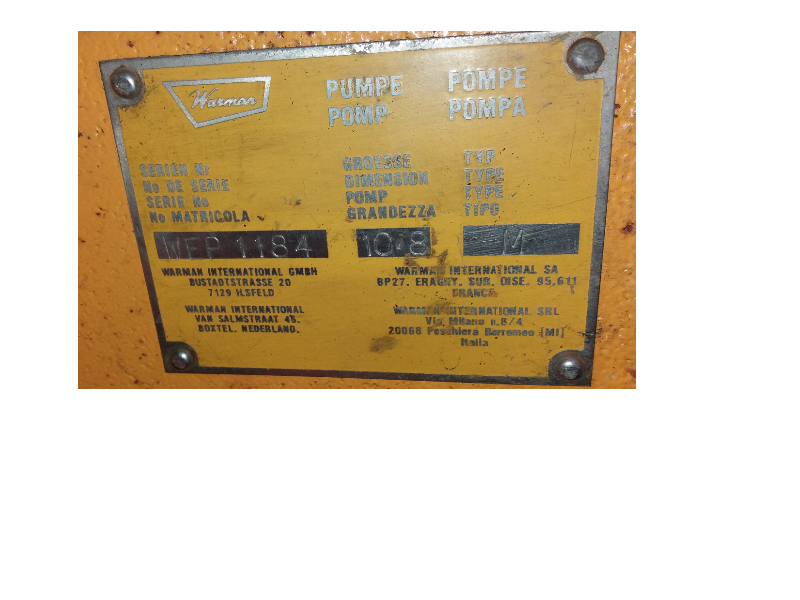 Warman
PUMPE POMPE
POMP POMPA
SERIEN Nr GROESSE TYP
No DE SERIE DIMENSION TYPE
SERIE No POMP TYPE
No MATRICOLA GRANDEZZA TIPO
WEP 1184 10-8 M
WARMAN INTERNATIONAL GMBH
BUSTADTSTRASSE 20
7129 ILSFELD
WARMAN INTERNATIONAL
VAN SALMSTRAAT 45.
BOXTEL. NEDERLAND.
WARMAN INTERNATIONAL SA
BP27. ERAGNY. SUR. OISE. 95.611
FRANCE
WARMAN INTERNATIONAL SRL
Via Milano n.8/4
20068 Peschiera Borromeo (MI)
Italia